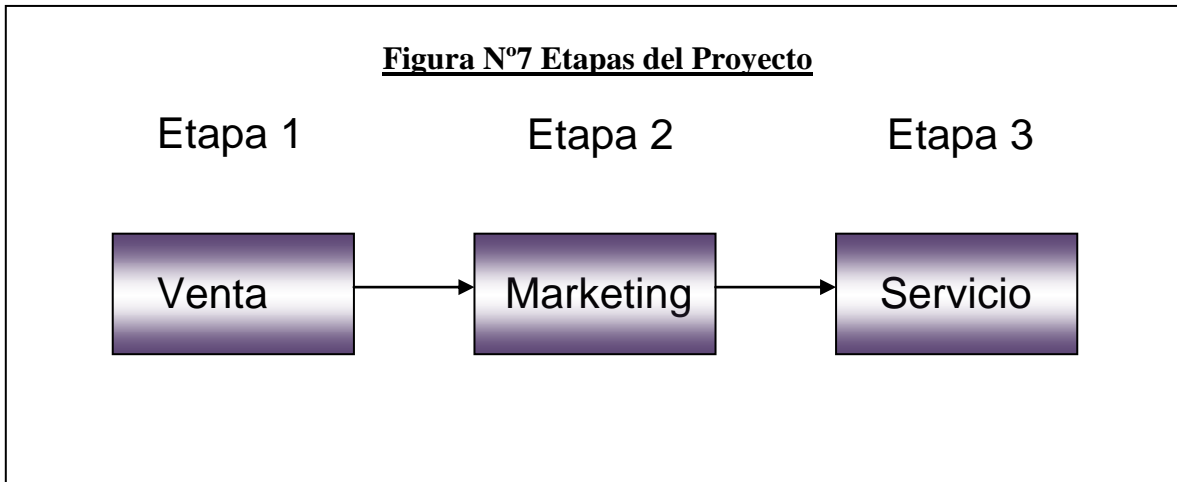 Figura Nº7 Etapas del Proyecto
Etapa 1 Etapa 2 Etapa 3
Venta Marketing Servicio